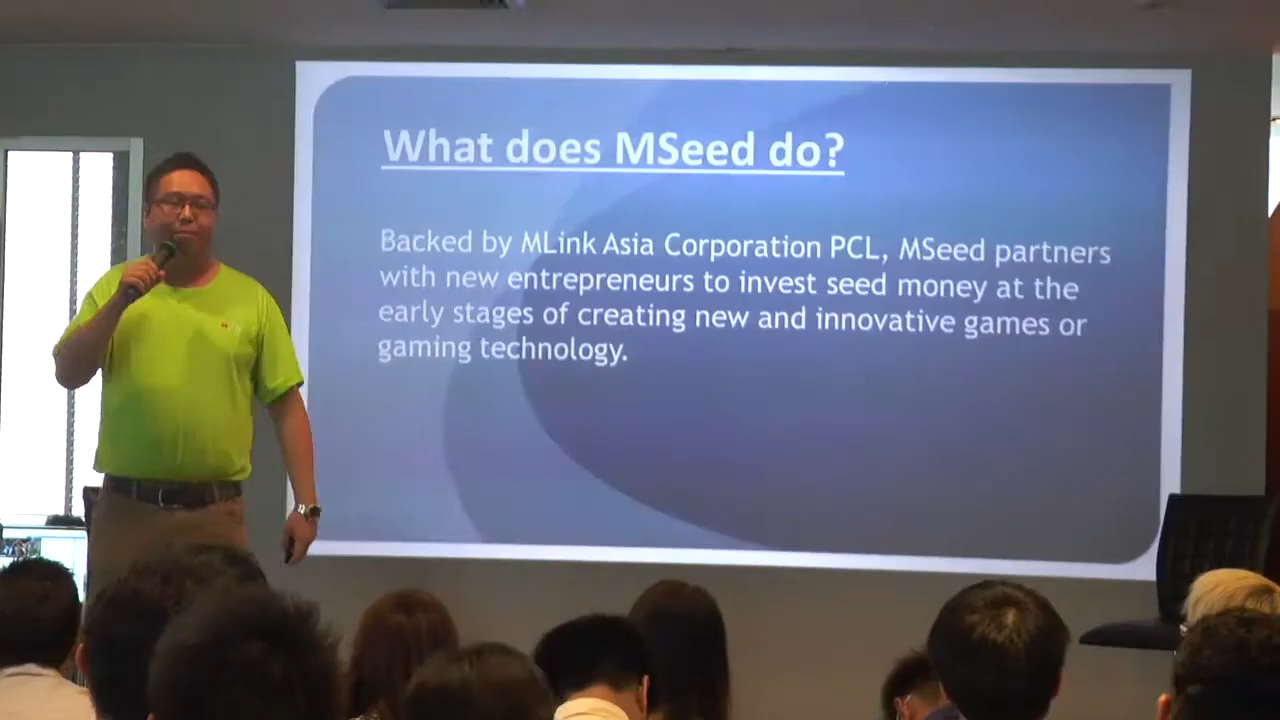 What does MSeed do?
Backed by MLink Asia Corporation PCL, MSeed partners
with new entrepreneurs to invest seed money at the
early stages of creating new and innovative games or
gaming technology.